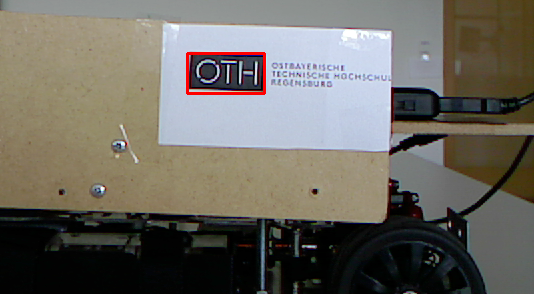 OTH
OSTBAYERISCHE
TECHNISCHE HOCHSCHUL
REGENSBURG